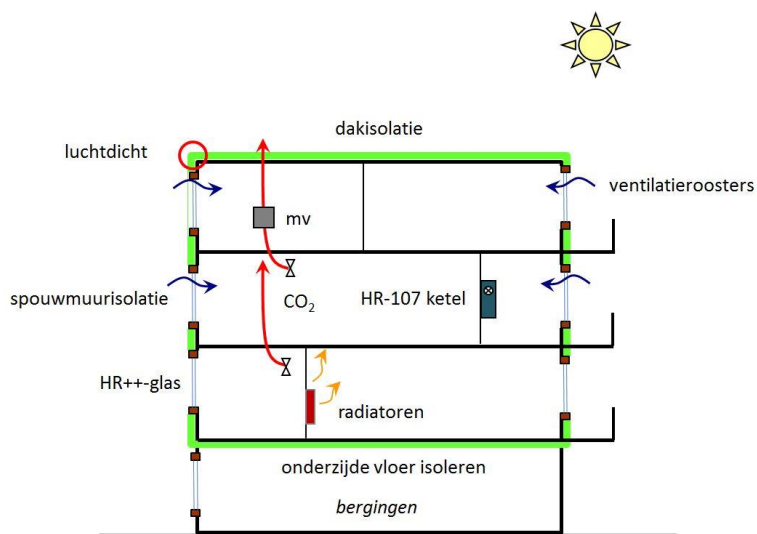 dakisolatie
luchtdicht
ventilatieroosters
mv
spouwmuurisolatie
CO₂
HR-107 ketel
HR++-glas
radiatoren
onderzijde vloer isoleren
bergingen